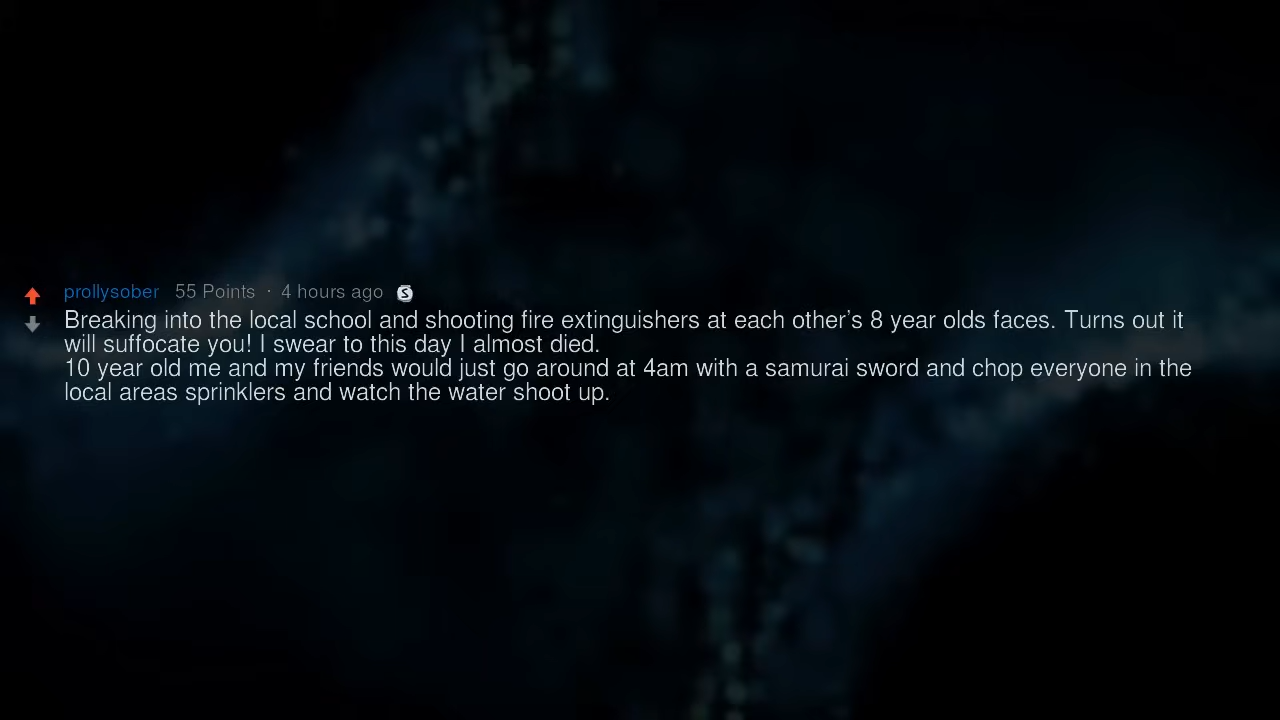 prollysober 55 Points · 4 hours ago S
Breaking into the local school and shooting fire extinguishers at each other’s 8 year olds faces. Turns out it
will suffocate you! I swear to this day I almost died.
10 year old me and my friends would just go around at 4am with a samurai sword and chop everyone in the
local areas sprinklers and watch the water shoot up.